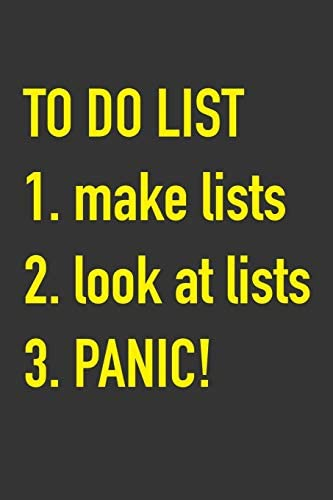 TO DO LIST
1. make lists
2. look at lists
3. PANIC!